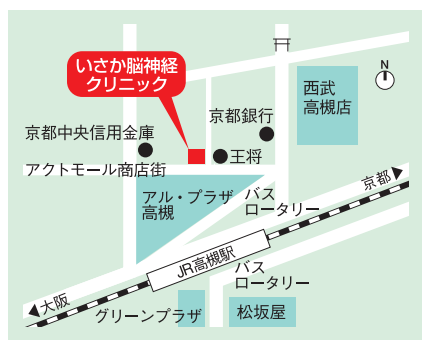 いさか脳神経
クリニック
N
西武
高槻店
京都銀行
京都中央信用金庫
王将
アクトモール商店街
京都
アル・プラザ
高槻
バス
ロータリー
JR高槻駅
バス
ロータリー
大阪
グリーンプラザ
松坂屋